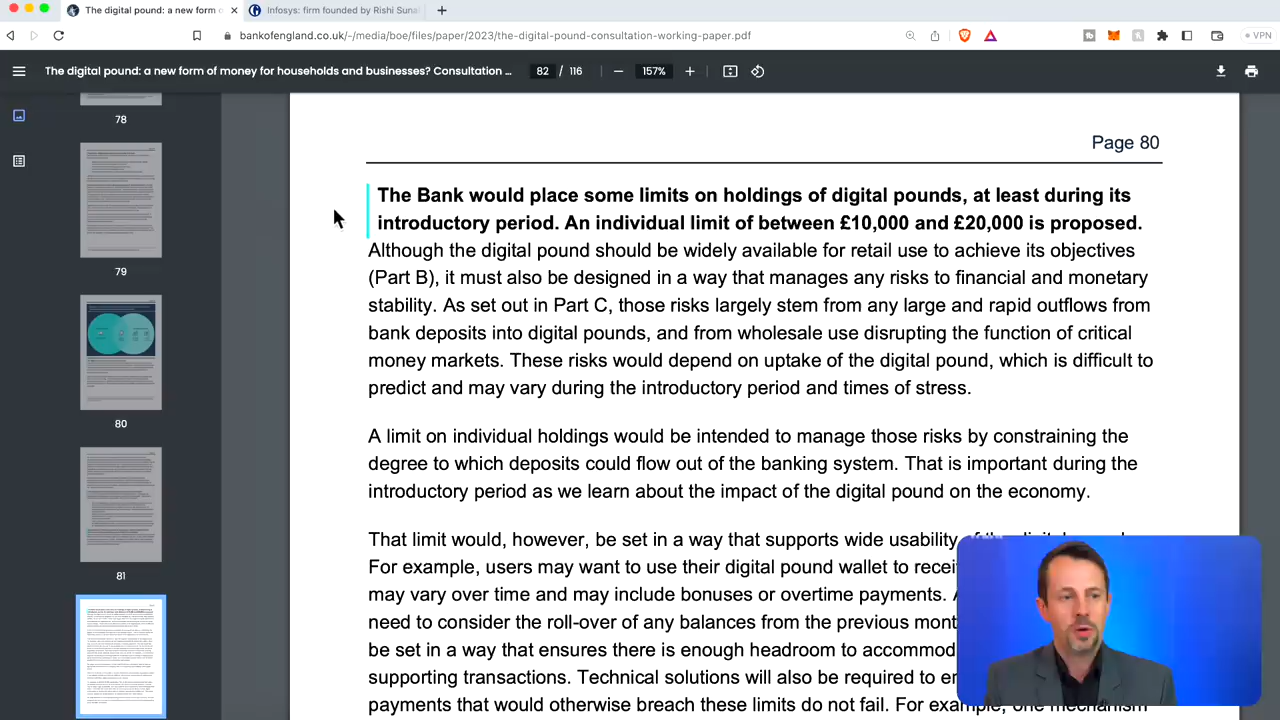 The digital pound: a new form o
Infosys: firm founded by Rishi Suna
bankofengland.co.uk/-/media/boe/files/paper/2023/the-digital-pound-consultation-working-paper.pdf
VPN
The digital pound: a new form of money for households and businesses? Consultation ...
82 / 116
157%
78
79
80
81
Page 80
The Bank would place some limits on holdings of digital pounds, at least during its
introductory period. An individual limit of between £10,000 and £20,000 is proposed.
Although the digital pound should be widely available for retail use to achieve its objectives
(Part B), it must also be designed in a way that manages any risks to financial and monetary
stability. As set out in Part C, those risks largely stem from any large and rapid outflows from
bank deposits into digital pounds, and from wholesale use disrupting the function of critical
money markets. Those risks would depend on uptake of the digital pound, which is difficult to
predict and may vary during the introductory period and times of stress.
A limit on individual holdings would be intended to manage those risks by constraining the
degree to which deposits could flow out of the banking system. That is important during the
introductory period as we learn about the impact of the digital pound on the economy.
That limit would, however, be set in a way that supports wide usability
For example, users may want to use their digital pound wallet to recei
may vary over time and may include bonuses or overtime payments.
need to consider the roll-over of any balances from the previous mon
be set in a way that ensures there is enough headroom to accommod
supporting transactions. Technical solutions will also be required to e
payments that would otherwise breach these limits do not fail. For example, one mechanism